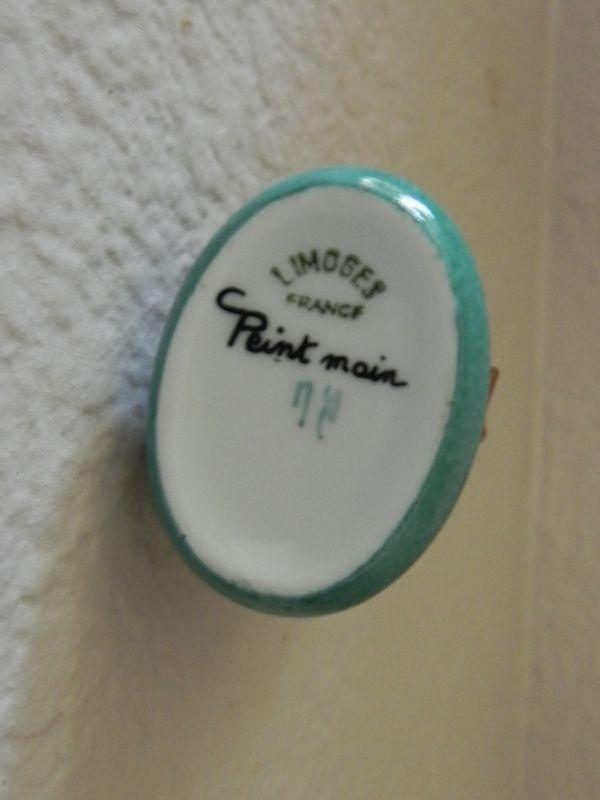 LIMOGES
FRANCE
Peint main